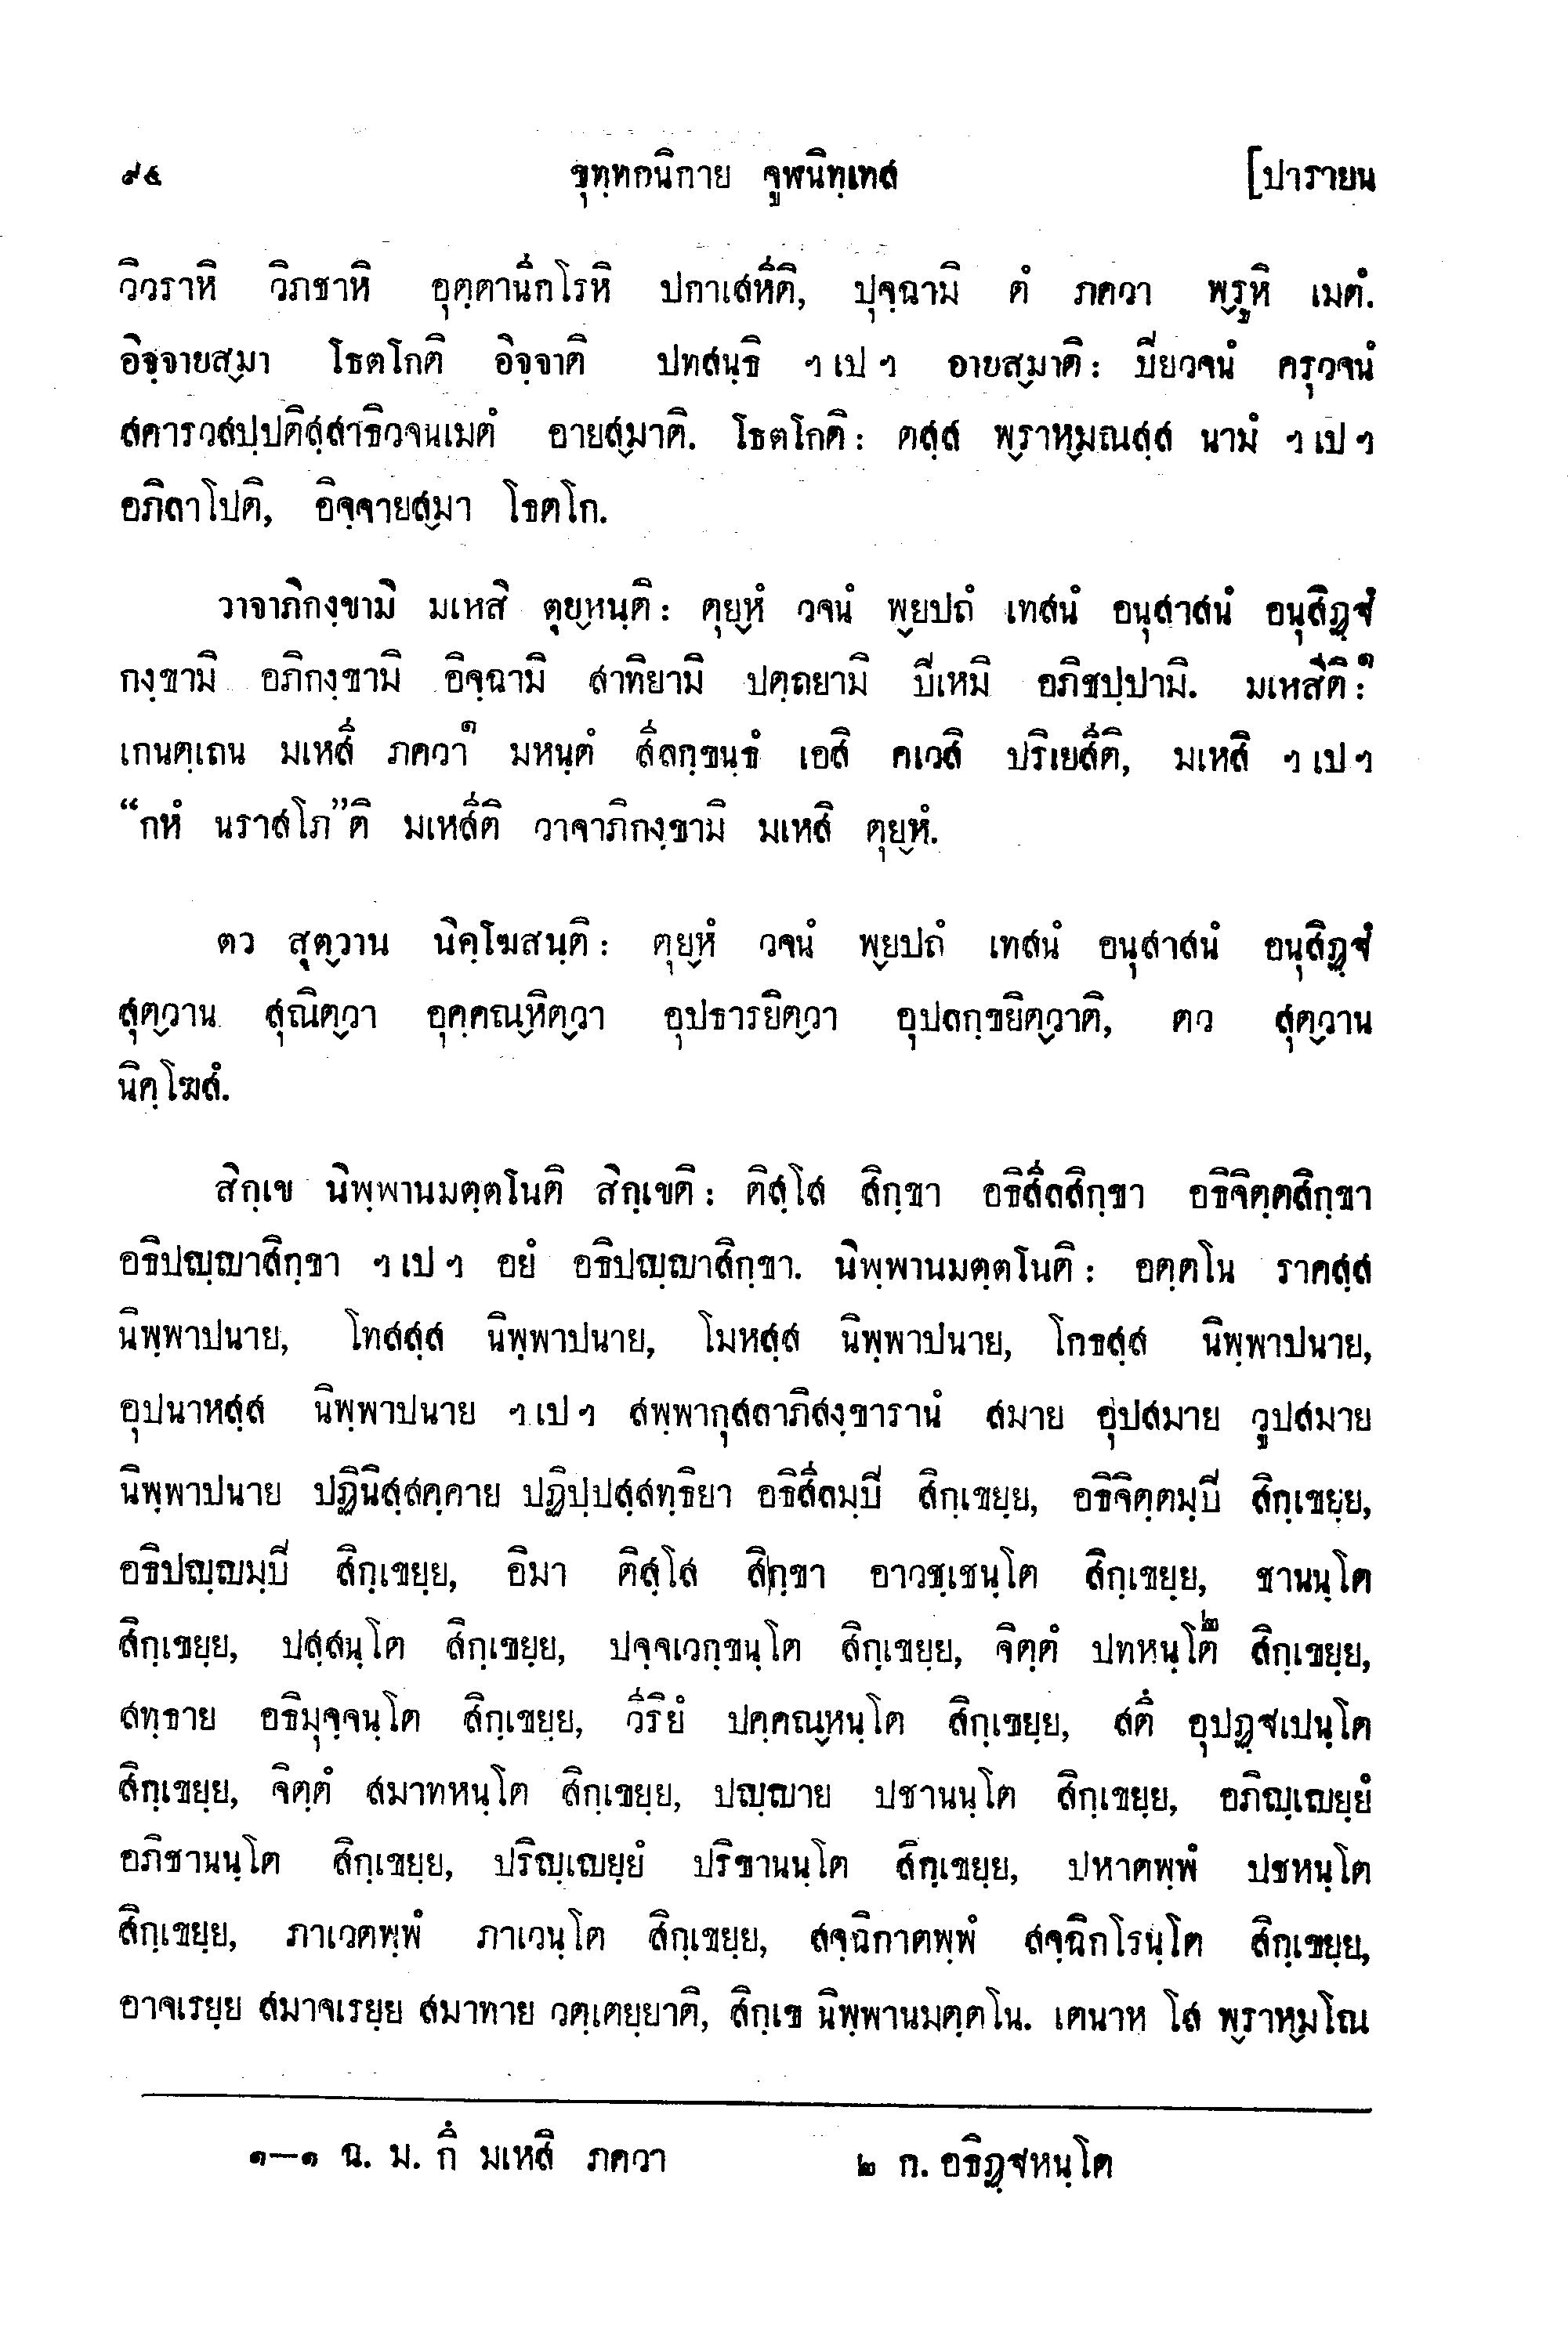 ๙๔ ขุทฺทกนิกาย จูฬนิทฺเทส [ปารายน
วิวราหิ วิภชาหิ อุตฺตานีกโรหิ ปกาเสหีติ, ปุจฺฉามิ ตํ ภควา พฺรูหิ เมตํ.
อิจฺจายสฺมา โธตโกติ อิจฺจาติ ปทสนฺธิ ฯ เป ฯ อายสฺมาติ: ปิยวจนํ ครุวจนํ
สคารวสปฺปติสฺสาธิวจนเมตํ อายสฺมาติ. โธตโกติ: ตสฺส พฺราหฺมณสฺส นามํ ฯ เป ฯ
อภิลาโปติ, อิจฺจายสฺมา โธตโก.
วาจาภิกงฺขามิ มเหสิ ตุยฺหนฺติ: ตุยฺหํ วจนํ พฺยปถํ เทสนํ อนุสาสนํ อนุสิฏฺฐํ
กงฺขามิ อภิกงฺขามิ อิจฺฉามิ สาทิยามิ ปตฺถยามิ ปิเหมิ อภิชปฺปามิ. มเหสีติ:๑
เกนตฺเถน มเหสี ภควา๑ มหนฺตํ สีลกฺขนฺธํ เอสิ คเวสิ ปริเยสีติ, มเหสิ ฯ เป ฯ
“กหํ นราสโภ”ติ มเหสีติ วาจาภิกงฺขามิ มเหสิ ตุยฺหํ.
ตว สุตฺวาน นิคฺโฆสนฺติ: ตุยฺหํ วจนํ พฺยปถํ เทสนํ อนุสาสนํ อนุสิฏฺฐํ
สุตฺวาน สุณิตฺวา อุคฺคณฺหิตฺวา อุปธารยิตฺวา อุปลกฺขยิตฺวาติ, ตว สุตฺวาน
นิคฺโฆสํ.
สิกฺเข นิพฺพานมตฺตโนติ สิกฺเขติ: ติสฺโส สิกฺขา อธิสีลสิกฺขา อธิจิตฺตสิกฺขา
อธิปญฺญาสิกฺขา ฯ เป ฯ อยํ อธิปญฺญาสิกฺขา. นิพฺพานมตฺตโนติ: อตฺตโน ราคสฺส
นิพฺพาปนาย, โทสสฺส นิพฺพาปนาย, โมหสฺส นิพฺพาปนาย, โกธสฺส นิพฺพาปนาย,
อุปนาหสฺส นิพฺพาปนาย ฯ เป ฯ สพฺพากุสลาภิสงฺขารานํ สมาย อุปสมาย วูปสมาย
นิพฺพาปนาย ปฏินิสฺสคฺคาย ปฏิปฺปสฺสทฺธิยา อธิสีลมฺปิ สิกฺเขยฺย, อธิจิตฺตมฺปิ สิกฺเขยฺย,
อธิปญฺญมฺปิ สิกฺเขยฺย, อิมา ติสฺโส สิกฺขา อาวชฺเชนฺโต สิกฺเขยฺย, ชานนฺโต
สิกฺเขยฺย, ปสฺสนฺโต สิกฺเขยฺย, ปจฺจเวกฺขนฺโต สิกฺเขยฺย, จิตฺตํ ปทหนฺโต๒ สิกฺเขยฺย,
สทฺธาย อธิมุจฺจนฺโต สิกฺเขยฺย, วีริยํ ปคฺคณฺหนฺโต สิกฺเขยฺย, สตึ อุปฏฺฐเปนฺโต
สิกฺเขยฺย, จิตฺตํ สมาทหนฺโต สิกฺเขยฺย, ปญฺญาย ปชานนฺโต สิกฺเขยฺย, อภิญฺเญยฺยํ
อภิชานนฺโต สิกฺเขยฺย, ปริญฺเญยฺยํ ปริชานนฺโต สิกฺเขยฺย, ปหาตพฺพํ ปชหนฺโต
สิกฺเขยฺย, ภาเวตพฺพํ ภาเวนฺโต สิกฺเขยฺย, สจฺฉิกาตพฺพํ สจฺฉิกโรนฺโต สิกฺเขยฺย,
อาจเรยฺย สมาจเรยฺย สมาทาย วตฺเตยฺยาติ, สิกฺเข นิพฺพานมตฺตโน. เตนาห โส พฺราหฺมโณ
๑—๑ ฉ. ม. กึ มเหสิ ภควา ๒ ก. อธิฏฺฐหนฺโต